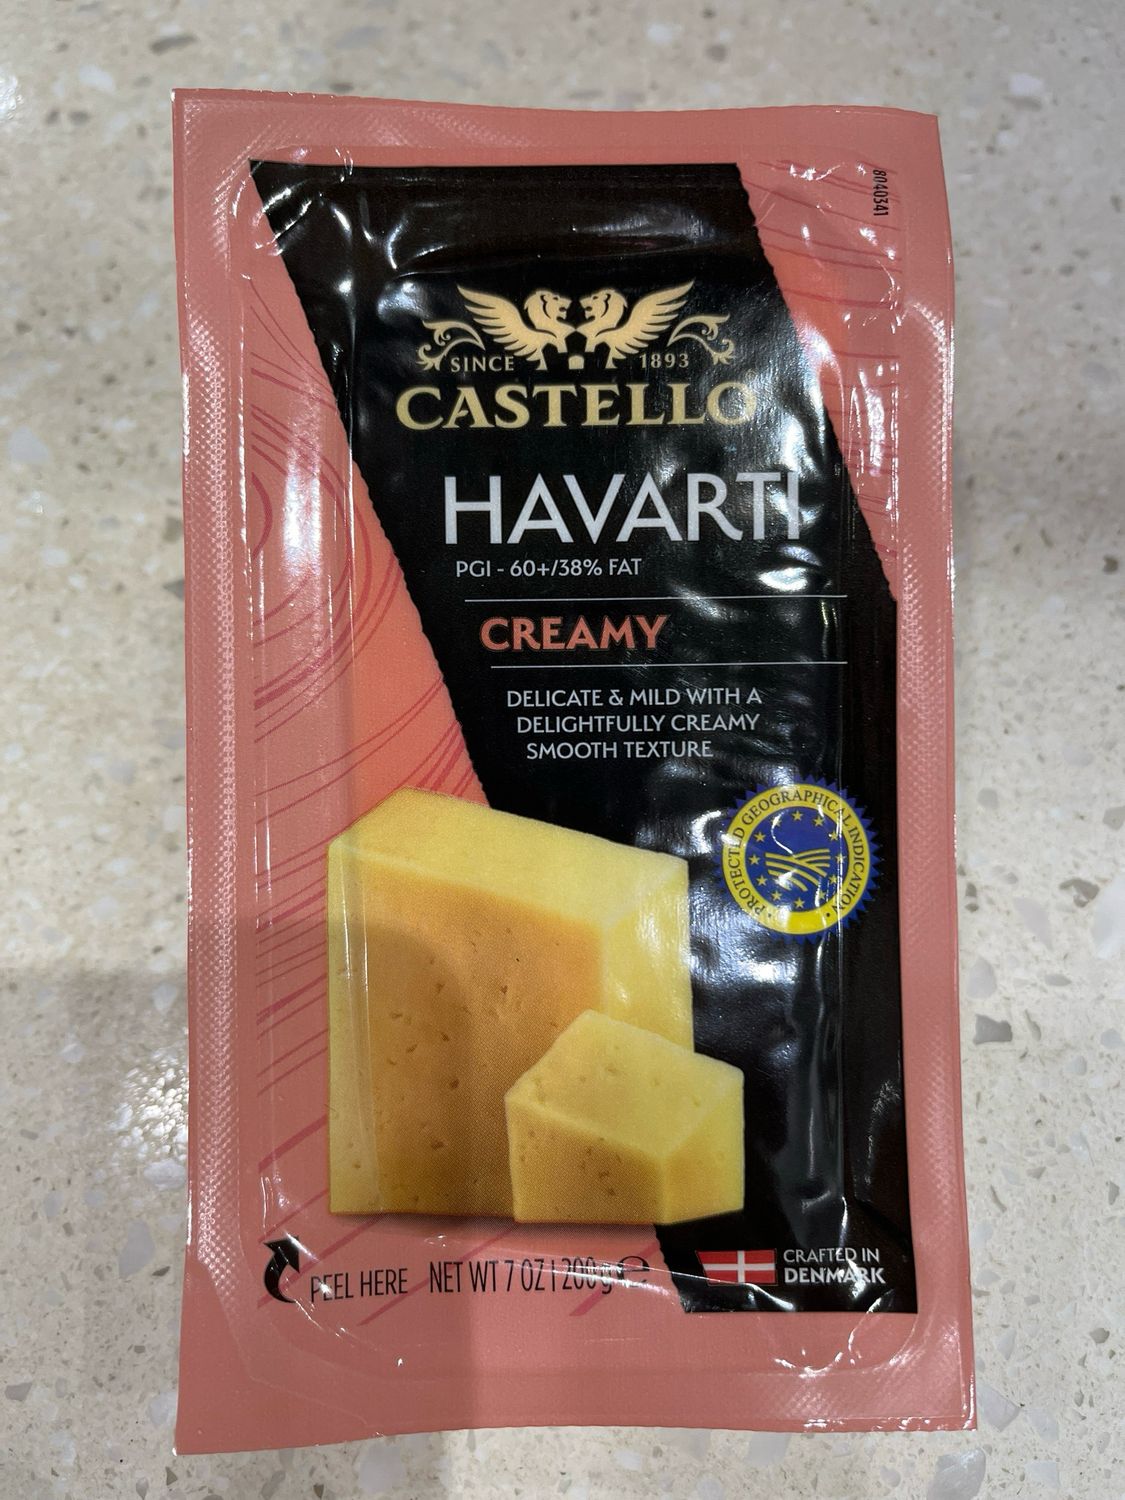 8040341
SINCE 1893
CASTELLO
HAVARTI
PGI - 60+/38% FAT
CREAMY
DELICATE & MILD WITH A
DELIGHTFULLY CREAMY
SMOOTH TEXTURE
PROTECTED GEOGRAPHICAL INDICATION
CRAFTED IN
DENMARK
PEEL HERE NET WT 7 OZ | 200 g ℮